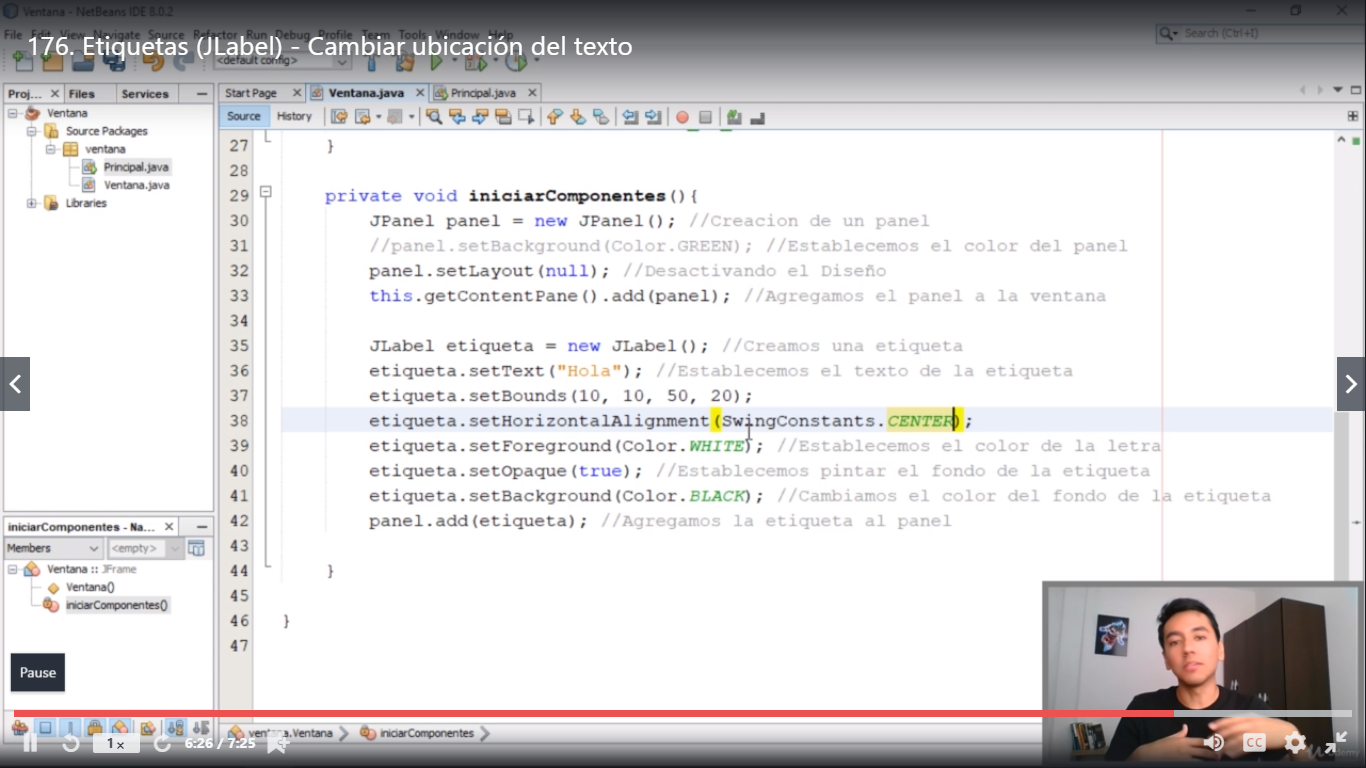 Ventana - NetBeans IDE 8.0.2
File Edit View Navigate Source Refactor Run Debug Profile Team Tools Window Help
Search (Ctrl+I)
176. Etiquetas (JLabel) - Cambiar ubicación del texto
<default config>
Proj... Files Services
Start Page Ventana.java Principal.java
Source History
Ventana
Source Packages
ventana
Principal.java
Ventana.java
Libraries
27 }
28
29 private void iniciarComponentes(){
30 JPanel panel = new JPanel(); //Creacion de un panel
31 //panel.setBackground(Color.GREEN); //Establecemos el color del panel
32 panel.setLayout(null); //Desactivando el Diseño
33 this.getContentPane().add(panel); //Agregamos el panel a la ventana
34
35 JLabel etiqueta = new JLabel(); //Creamos una etiqueta
36 etiqueta.setText("Hola"); //Establecemos el texto de la etiqueta
37 etiqueta.setBounds(10, 10, 50, 20);
38 etiqueta.setHorizontalAlignment(SwingConstants.CENTER);
39 etiqueta.setForeground(Color.WHITE); //Establecemos el color de la letra
40 etiqueta.setOpaque(true); //Establecemos pintar el fondo de la etiqueta
41 etiqueta.setBackground(Color.BLACK); //Cambiamos el color del fondo de la etiqueta
42 panel.add(etiqueta); //Agregamos la etiqueta al panel
43
44 }
45
46 }
47
iniciarComponentes - Na...
Members <empty>
Ventana :: JFrame
Ventana()
iniciarComponentes()
Pause
ventana.Ventana iniciarComponentes
1x 6:26 / 7:25 CC